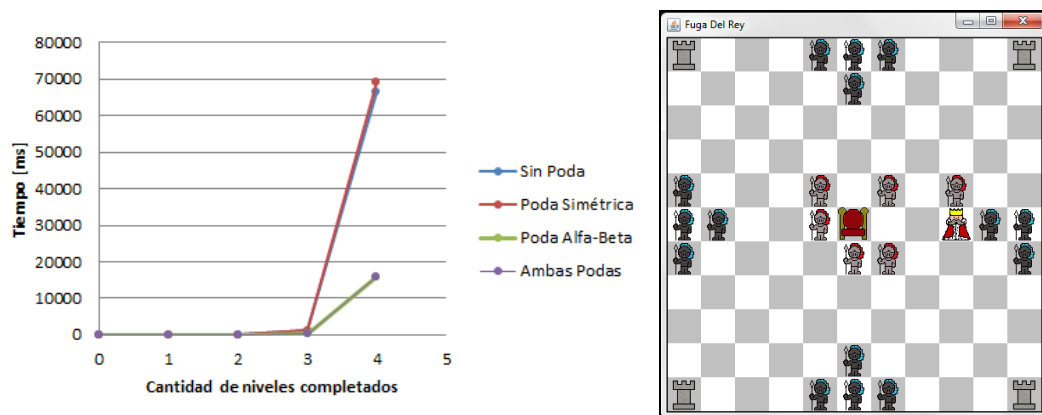 80000
70000
60000
50000
40000
30000
20000
10000
0
Tiempo [ms]
0 1 2 3 4 5
Cantidad de niveles completados
Sin Poda
Poda Simétrica
Poda Alfa-Beta
Ambas Podas
Fuga Del Rey